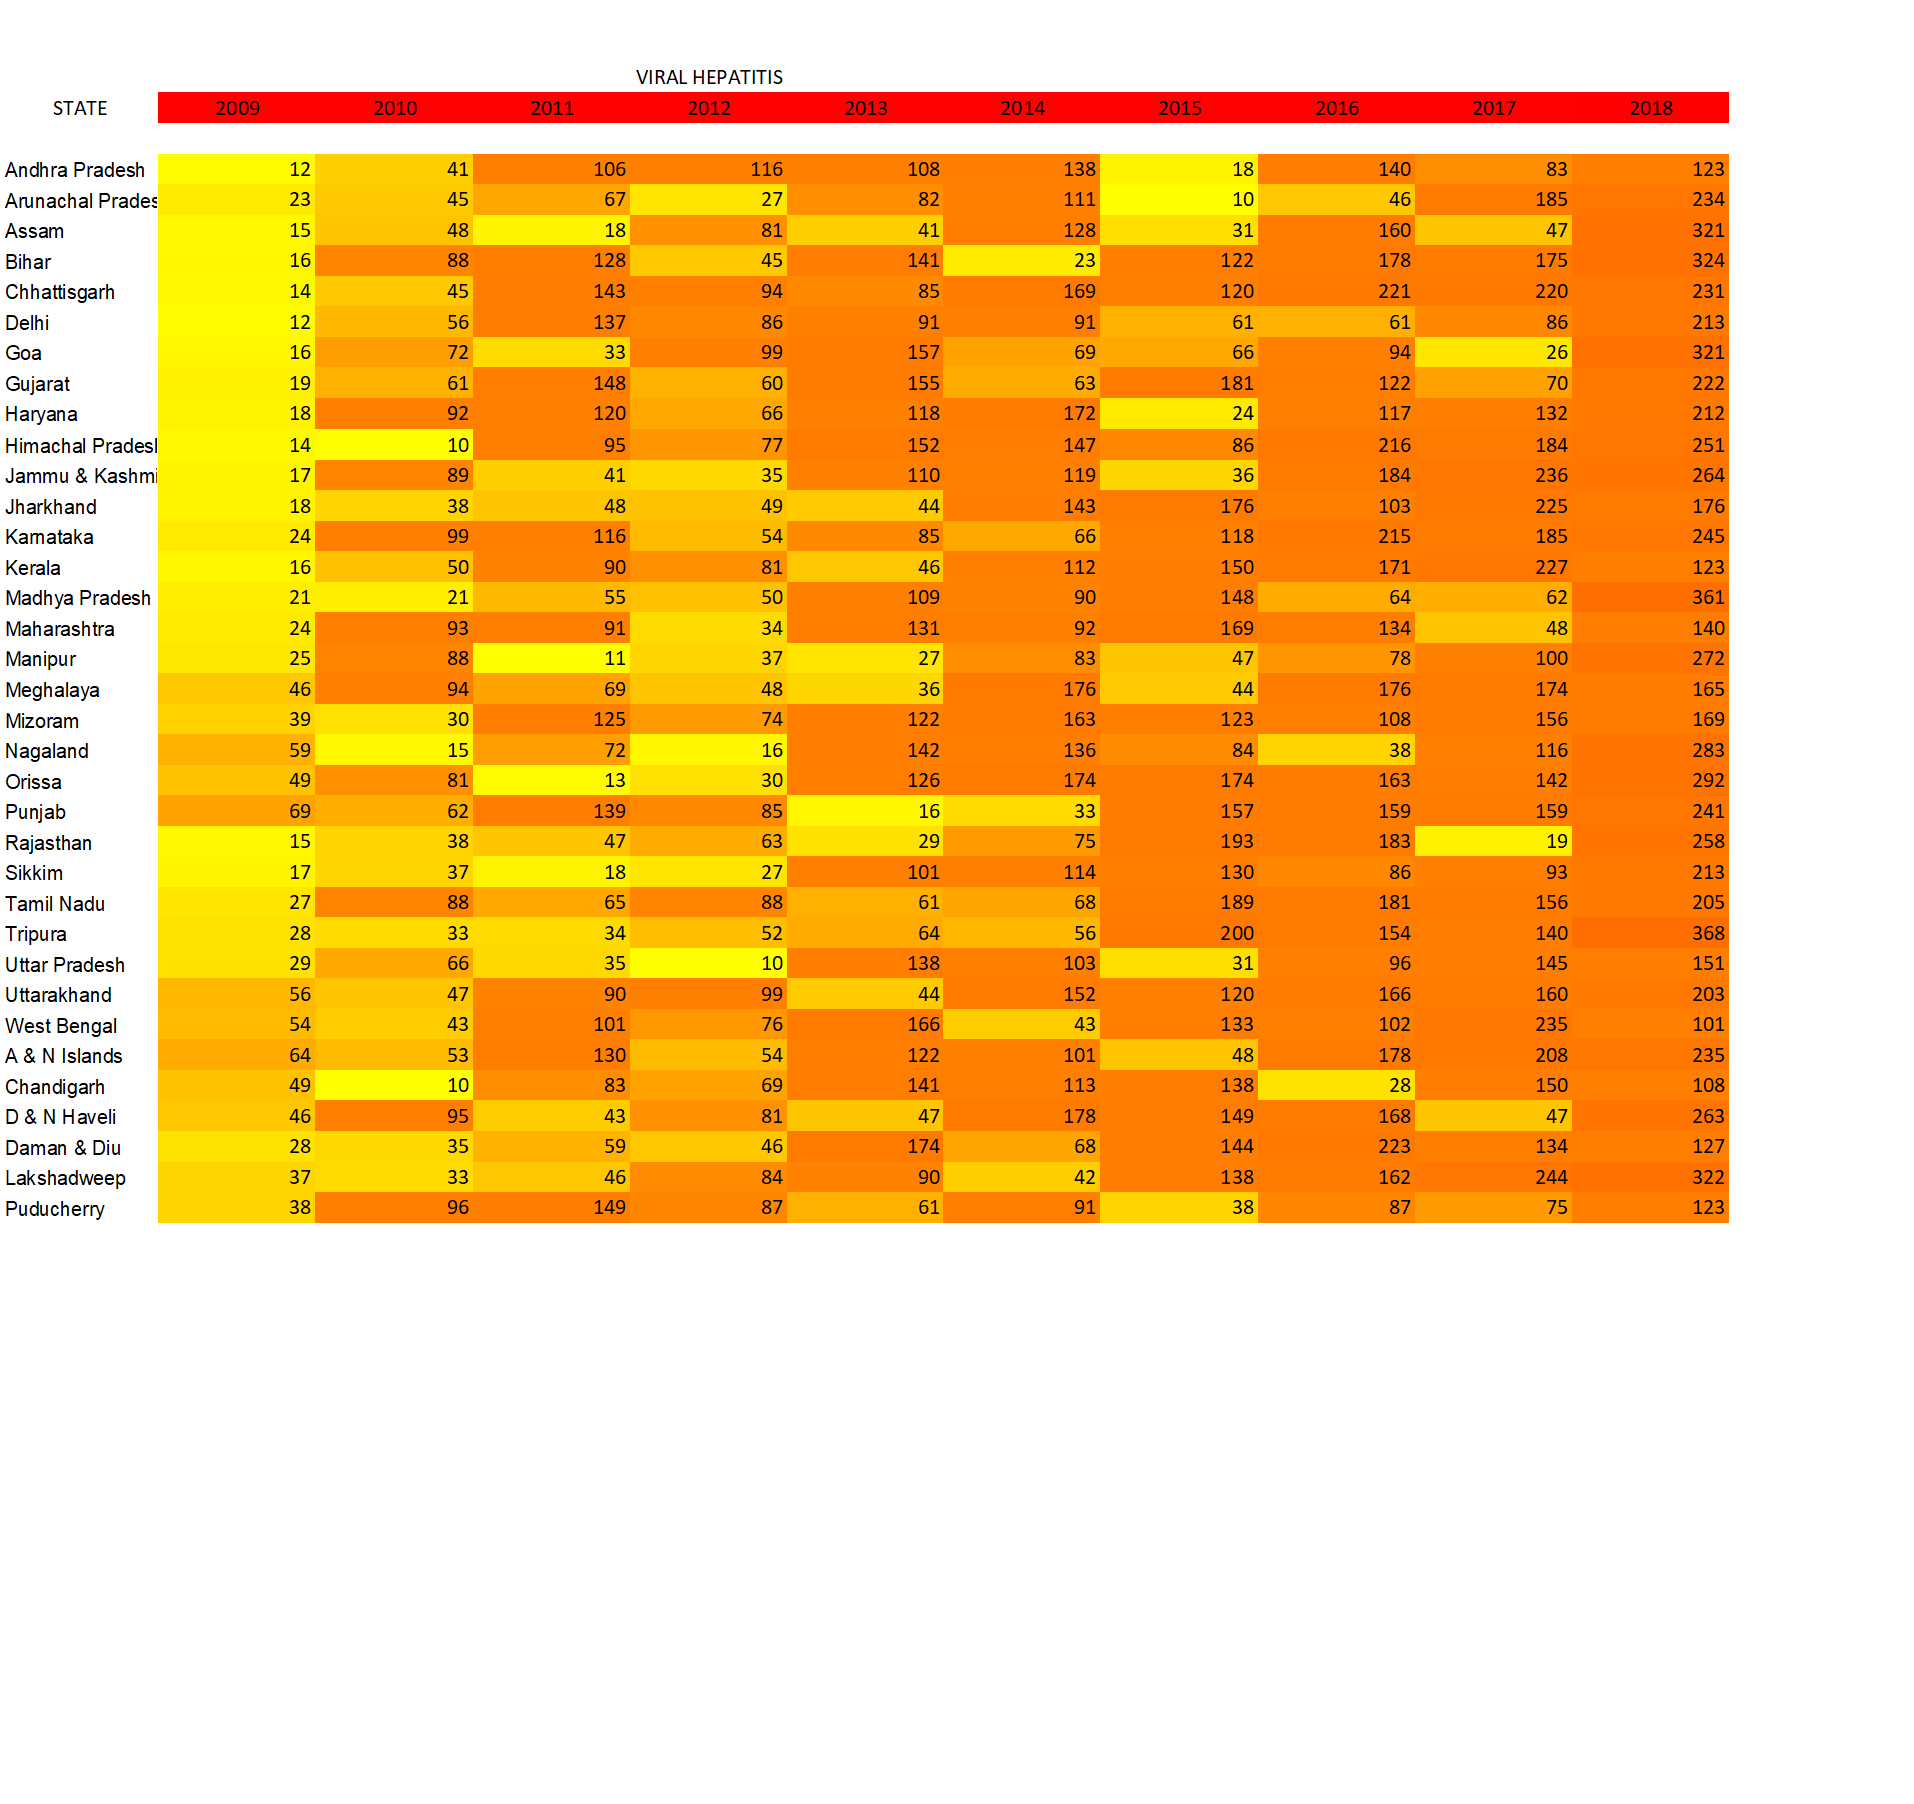 VIRAL HEPATITIS
STATE 2009 2010 2011 2012 2013 2014 2015 2016 2017 2018
Andhra Pradesh 12 41 106 116 108 138 18 140 83 123
Arunachal Prades 23 45 67 27 82 111 10 46 185 234
Assam 15 48 18 81 41 128 31 160 47 321
Bihar 16 88 128 45 141 23 122 178 175 324
Chhattisgarh 14 45 143 94 85 169 120 221 220 231
Delhi 12 56 137 86 91 91 61 61 86 213
Goa 16 72 33 99 157 69 66 94 26 321
Gujarat 19 61 148 60 155 63 181 122 70 222
Haryana 18 92 120 66 118 172 24 117 132 212
Himachal Pradesh 14 10 95 77 152 147 86 216 184 251
Jammu & Kashmi 17 89 41 35 110 119 36 184 236 264
Jharkhand 18 38 48 49 44 143 176 103 225 176
Karnataka 24 99 116 54 85 66 118 215 185 245
Kerala 16 50 90 81 46 112 150 171 227 123
Madhya Pradesh 21 21 55 50 109 90 148 64 62 361
Maharashtra 24 93 91 34 131 92 169 134 48 140
Manipur 25 88 11 37 27 83 47 78 100 272
Meghalaya 46 94 69 48 36 176 44 176 174 165
Mizoram 39 30 125 74 122 163 123 108 156 169
Nagaland 59 15 72 16 142 136 84 38 116 283
Orissa 49 81 13 30 126 174 174 163 142 292
Punjab 69 62 139 85 16 33 157 159 159 241
Rajasthan 15 38 47 63 29 75 193 183 19 258
Sikkim 17 37 18 27 101 114 130 86 93 213
Tamil Nadu 27 88 65 88 61 68 189 181 156 205
Tripura 28 33 34 52 64 56 200 154 140 368
Uttar Pradesh 29 66 35 10 138 103 31 96 145 151
Uttarakhand 56 47 90 99 44 152 120 166 160 203
West Bengal 54 43 101 76 166 43 133 102 235 101
A & N Islands 64 53 130 54 122 101 48 178 208 235
Chandigarh 49 10 83 69 141 113 138 28 150 108
D & N Haveli 46 95 43 81 47 178 149 168 47 263
Daman & Diu 28 35 59 46 174 68 144 223 134 127
Lakshadweep 37 33 46 84 90 42 138 162 244 322
Puducherry 38 96 149 87 61 91 38 87 75 123